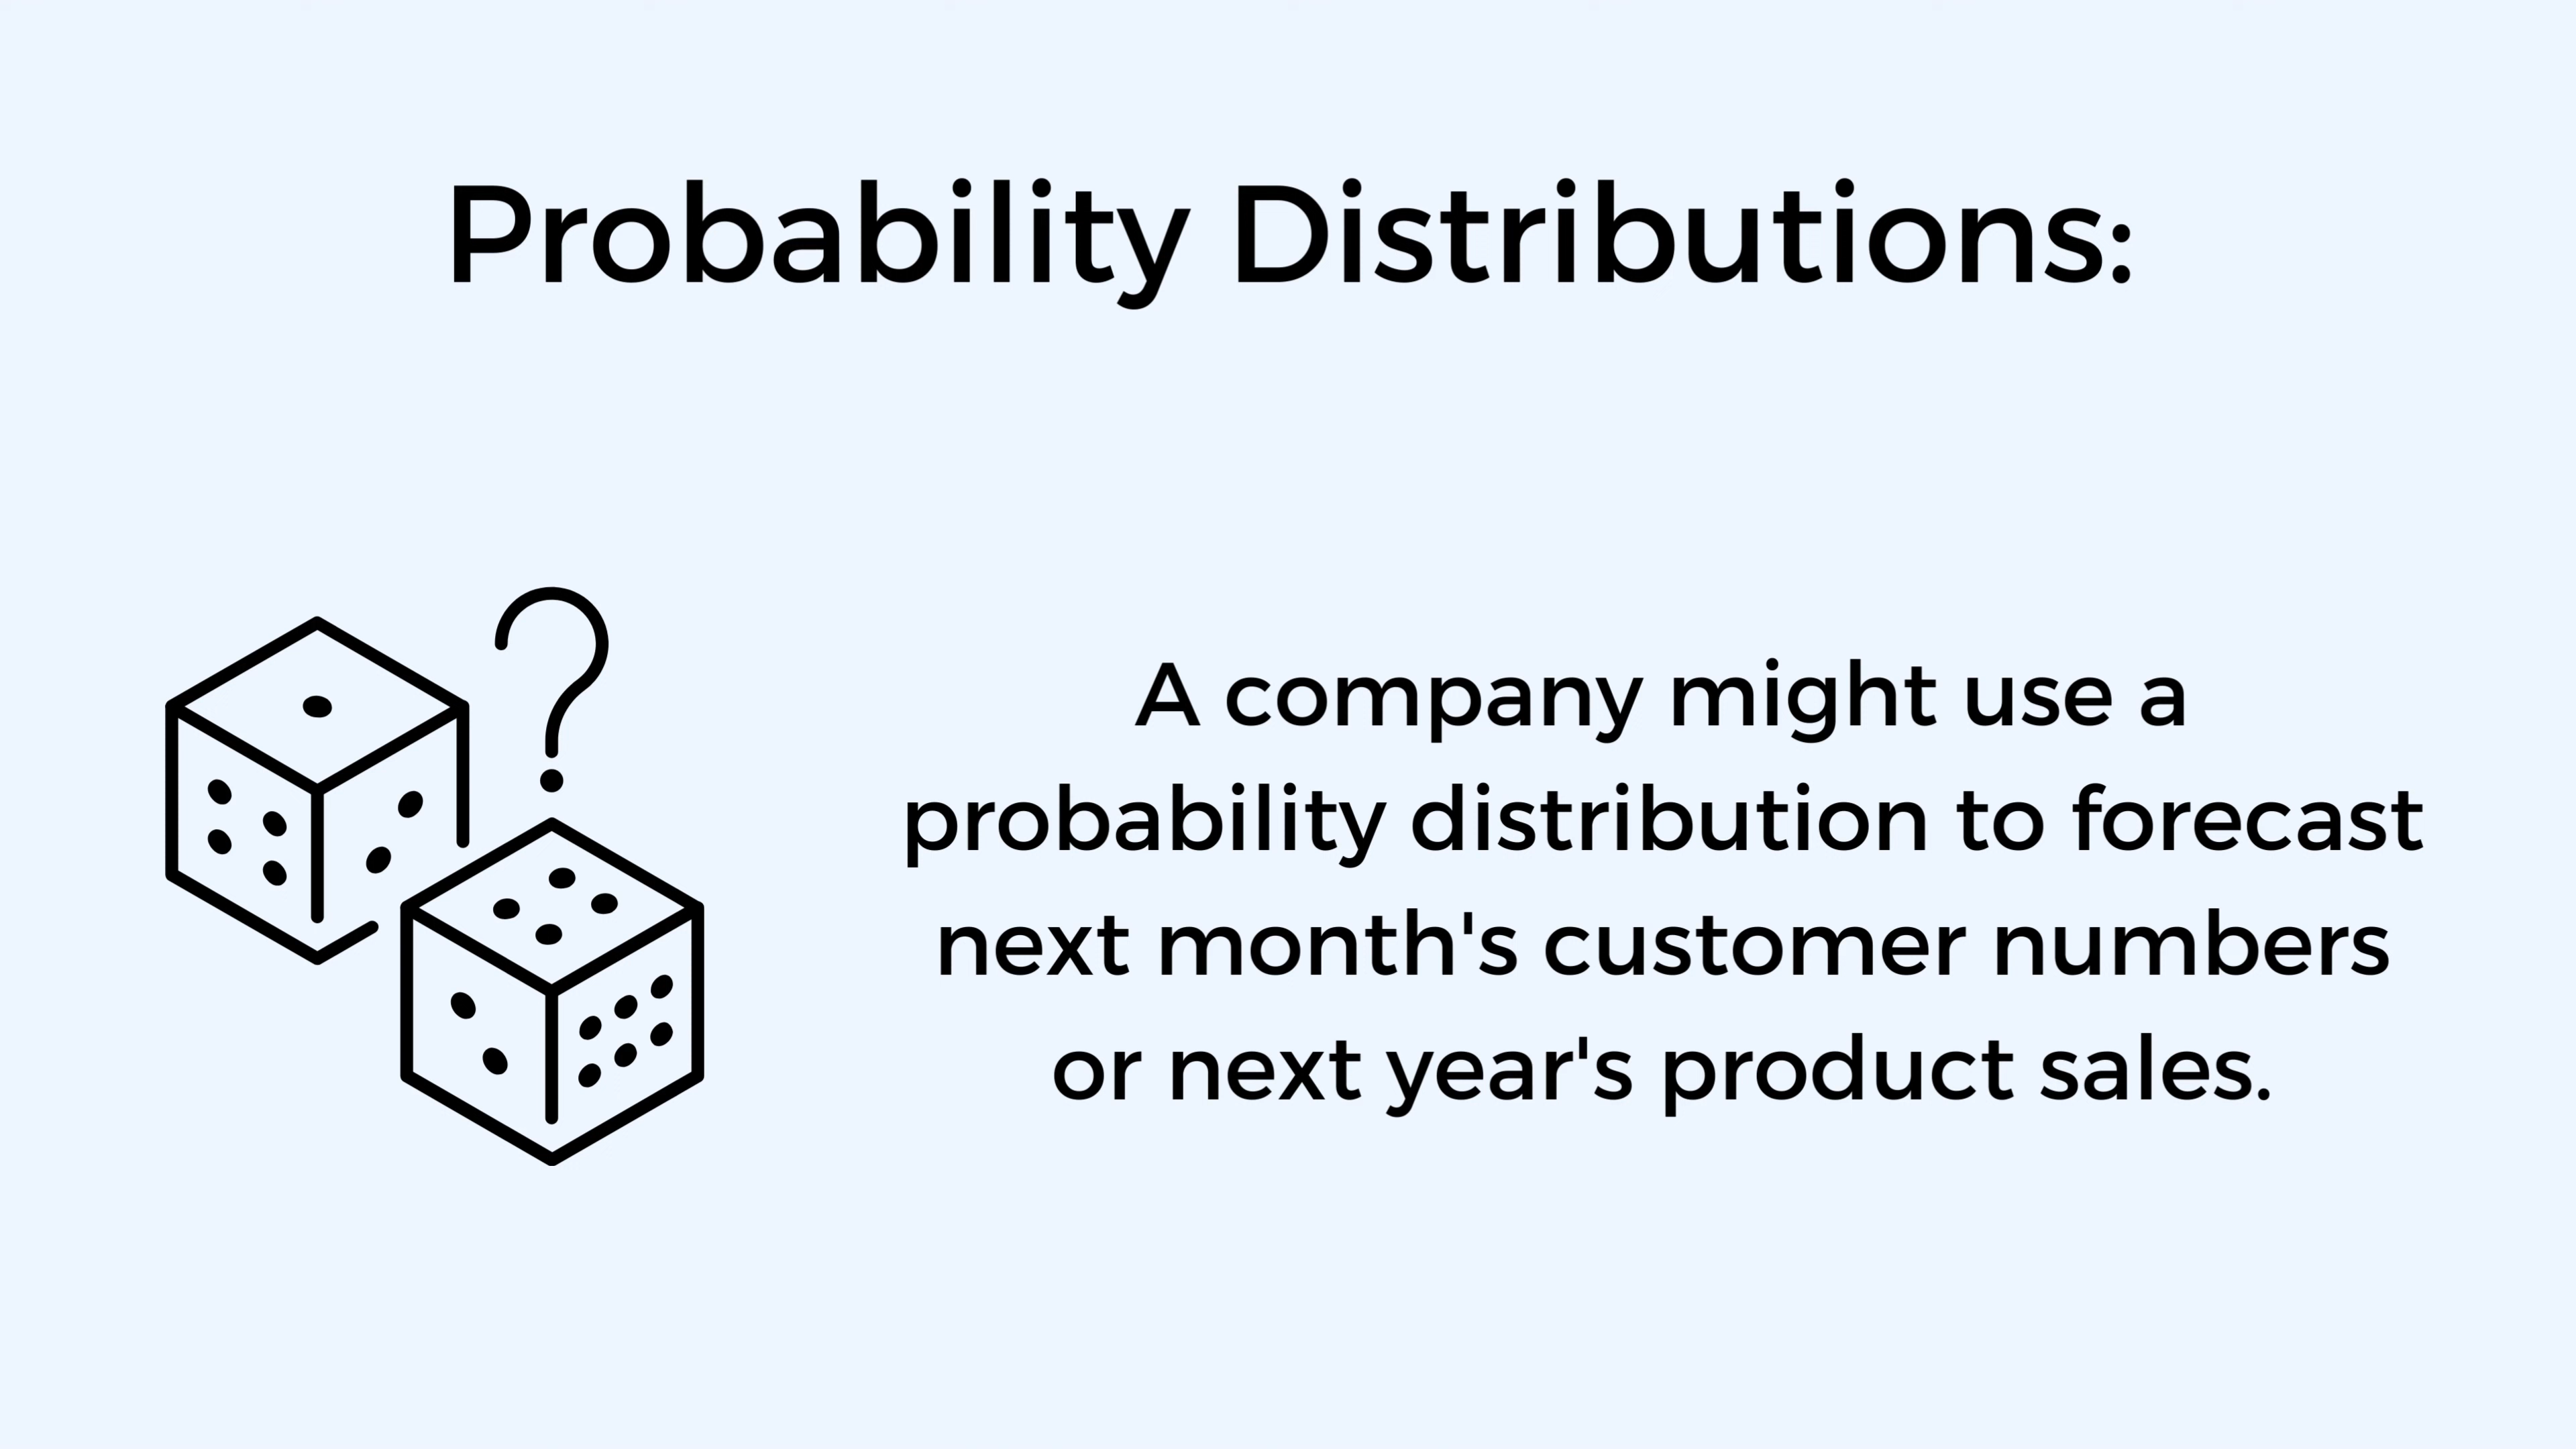 Probability Distributions:
?
A company might use a
probability distribution to forecast
next month's customer numbers
or next year's product sales.